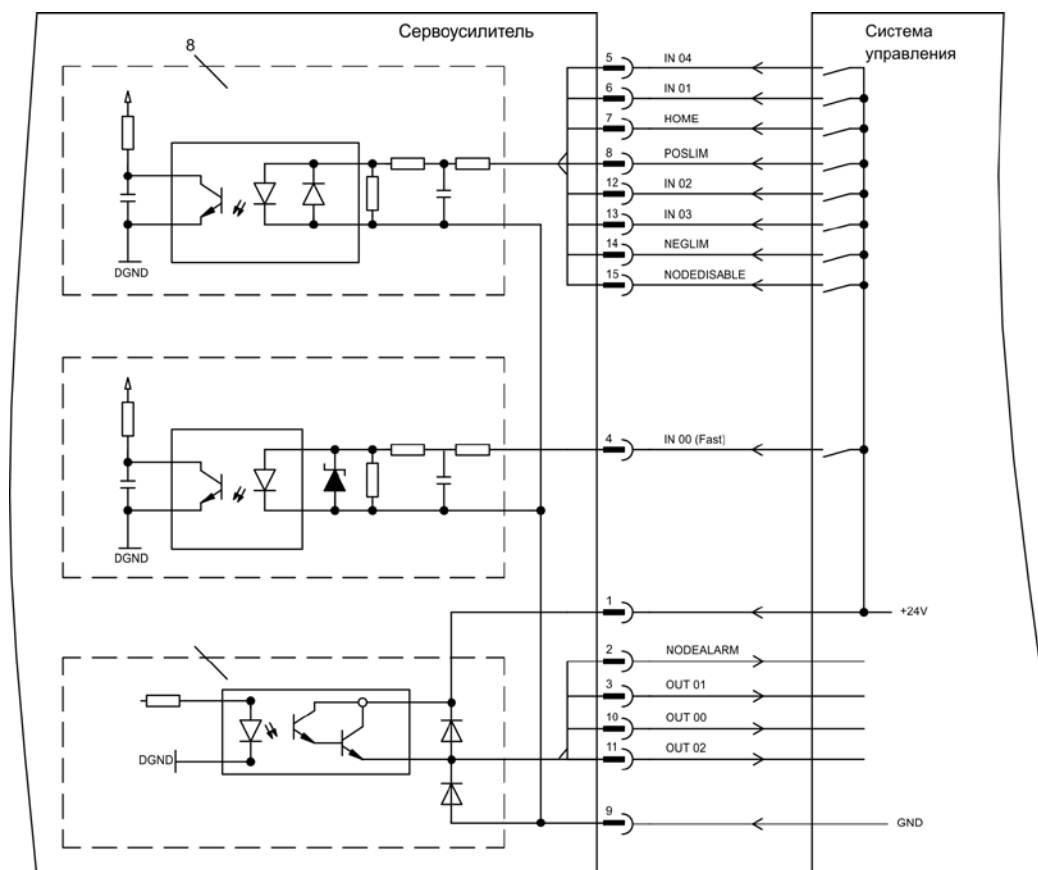 Сервоусилитель
Система
управления
8
5 IN 04
6 IN 01
7 HOME
8 POSLIM
12 IN 02
13 IN 03
14 NEGLIM
15 NODEDISABLE
DGND
4 IN 00 (Fast)
DGND
1 +24V
2 NODEALARM
3 OUT 01
10 OUT 00
11 OUT 02
DGND
9 GND